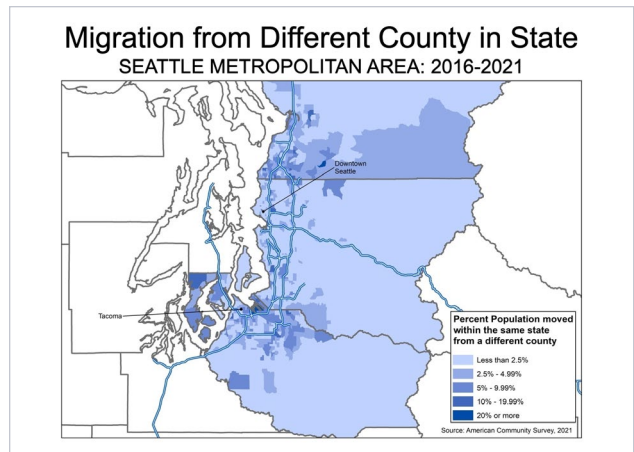 Migration from Different County in State
SEATTLE METROPOLITAN AREA: 2016-2021
Downtown
Seattle
Tacoma
Percent Population moved
within the same state
from a different county
Less than 2.5%
2.5% - 4.99%
5% - 9.99%
10% - 19.99%
20% or more
Source: American Community Survey, 2021